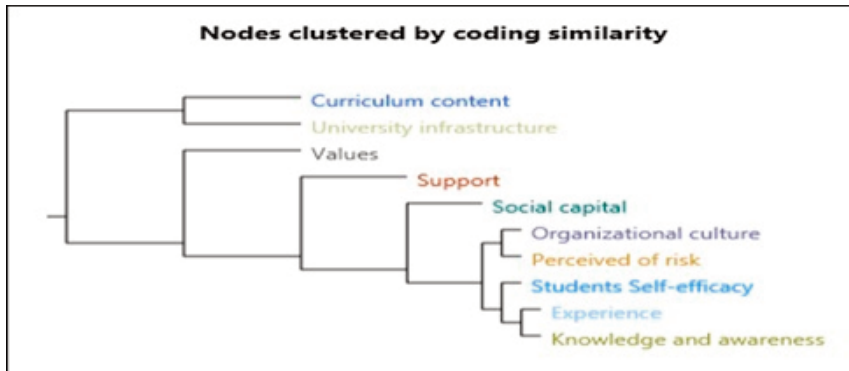 Nodes clustered by coding similarity
Curriculum content
University infrastructure
Values
Support
Social capital
Organizational culture
Perceived of risk
Students Self-efficacy
Experience
Knowledge and awareness